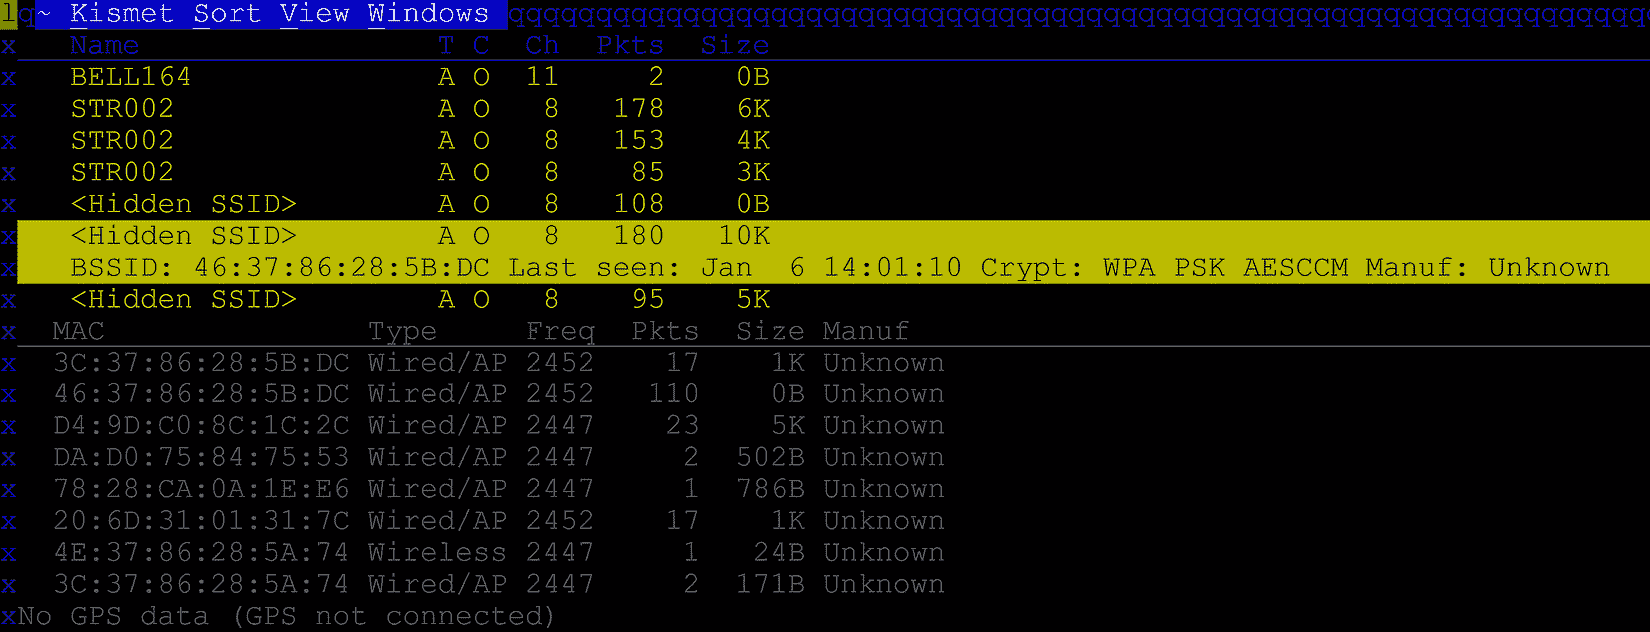 lq~ Kismet Sort View Windows qqqqqqqqqqqqqqqqqqqqqqqqqqqqqqqqqqqqqqqqqqqqqqqqqqqqqqqqqqqqqqqqq
x Name T C Ch Pkts Size
x BELL164 A O 11 2 0B
x STR002 A O 8 178 6K
x STR002 A O 8 153 4K
x STR002 A O 8 85 3K
x <Hidden SSID> A O 8 108 0B
x <Hidden SSID> A O 8 180 10K
x BSSID: 46:37:86:28:5B:DC Last seen: Jan 6 14:01:10 Crypt: WPA PSK AESCCM Manuf: Unknown
x <Hidden SSID> A O 8 95 5K
x MAC Type Freq Pkts Size Manuf
x 3C:37:86:28:5B:DC Wired/AP 2452 17 1K Unknown
x 46:37:86:28:5B:DC Wired/AP 2452 110 0B Unknown
x D4:9D:C0:8C:1C:2C Wired/AP 2447 23 5K Unknown
x DA:D0:75:84:75:53 Wired/AP 2447 2 502B Unknown
x 78:28:CA:0A:1E:E6 Wired/AP 2447 1 786B Unknown
x 20:6D:31:01:31:7C Wired/AP 2452 17 1K Unknown
x 4E:37:86:28:5A:74 Wireless 2447 1 24B Unknown
x 3C:37:86:28:5A:74 Wired/AP 2447 2 171B Unknown
xNo GPS data (GPS not connected)